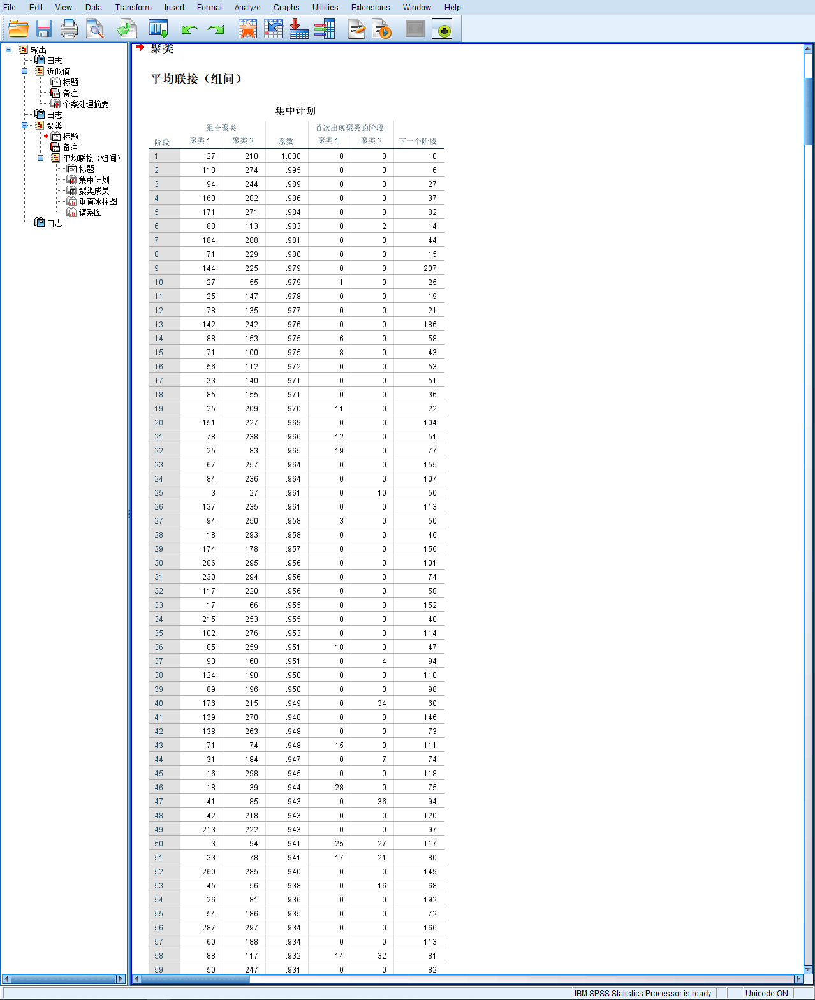 File Edit View Data Transform Insert Format Analyze Graphs Utilities Extensions Window Help
输出
日志
近似值
标题
备注
个案处理摘要
日志
聚类
标题
备注
平均联接（组间）
标题
集中计划
聚类成员
垂直冰柱图
谱系图
日志
聚类
平均联接（组间）
集中计划
组合聚类 首次出现聚类的阶段
阶段 聚类 1 聚类 2 系数 聚类 1 聚类 2 下一个阶段
1 27 210 1.000 0 0 10
2 113 274 .995 0 0 6
3 94 244 .989 0 0 27
4 160 282 .986 0 0 37
5 171 271 .984 0 0 82
6 88 113 .983 0 2 14
7 184 288 .981 0 0 44
8 71 229 .980 0 0 15
9 144 225 .979 0 0 207
10 27 55 .979 1 0 25
11 25 147 .978 0 0 19
12 78 135 .977 0 0 21
13 142 242 .976 0 0 186
14 88 153 .975 6 0 58
15 71 100 .975 8 0 43
16 56 112 .972 0 0 53
17 33 140 .971 0 0 51
18 85 155 .971 0 0 36
19 25 209 .970 11 0 22
20 151 227 .969 0 0 104
21 78 238 .966 12 0 51
22 25 83 .965 19 0 77
23 67 257 .964 0 0 155
24 84 236 .964 0 0 107
25 3 27 .961 0 10 50
26 137 235 .961 0 0 113
27 94 250 .958 3 0 50
28 18 293 .958 0 0 46
29 174 178 .957 0 0 156
30 286 295 .956 0 0 101
31 230 294 .956 0 0 74
32 117 220 .956 0 0 58
33 17 66 .955 0 0 152
34 215 253 .955 0 0 40
35 102 276 .953 0 0 114
36 85 259 .951 18 0 47
37 93 160 .951 0 4 94
38 124 190 .950 0 0 110
39 89 196 .950 0 0 98
40 176 215 .949 0 34 60
41 139 270 .948 0 0 146
42 138 263 .948 0 0 73
43 71 74 .948 15 0 111
44 31 184 .947 0 7 74
45 16 298 .945 0 0 118
46 18 39 .944 28 0 75
47 41 85 .943 0 36 94
48 42 218 .943 0 0 120
49 213 222 .943 0 0 97
50 3 94 .941 25 27 117
51 33 78 .941 17 21 80
52 260 285 .940 0 0 149
53 45 56 .938 0 16 68
54 26 81 .936 0 0 192
55 54 186 .935 0 0 72
56 287 297 .934 0 0 166
57 60 188 .934 0 0 113
58 88 117 .932 14 32 81
59 50 247 .931 0 0 82
IBM SPSS Statistics Processor is ready Unicode:ON